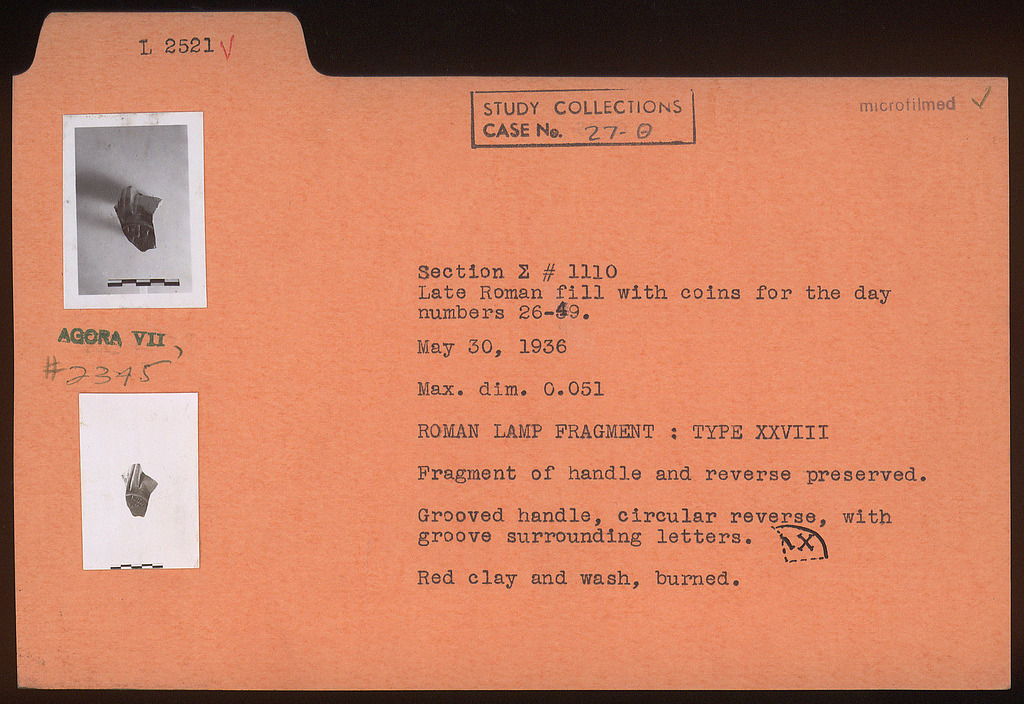 L 2521 ✓
STUDY COLLECTIONS
CASE No. 27-Θ
microfilmed ✓
AGORA VII,
#2345
Section Σ # 1110
Late Roman fill with coins for the day
numbers 26-49.
May 30, 1936
Max. dim. 0.051
ROMAN LAMP FRAGMENT : TYPE XXVIII
Fragment of handle and reverse preserved.
Grooved handle, circular reverse, with
groove surrounding letters.
Red clay and wash, burned.